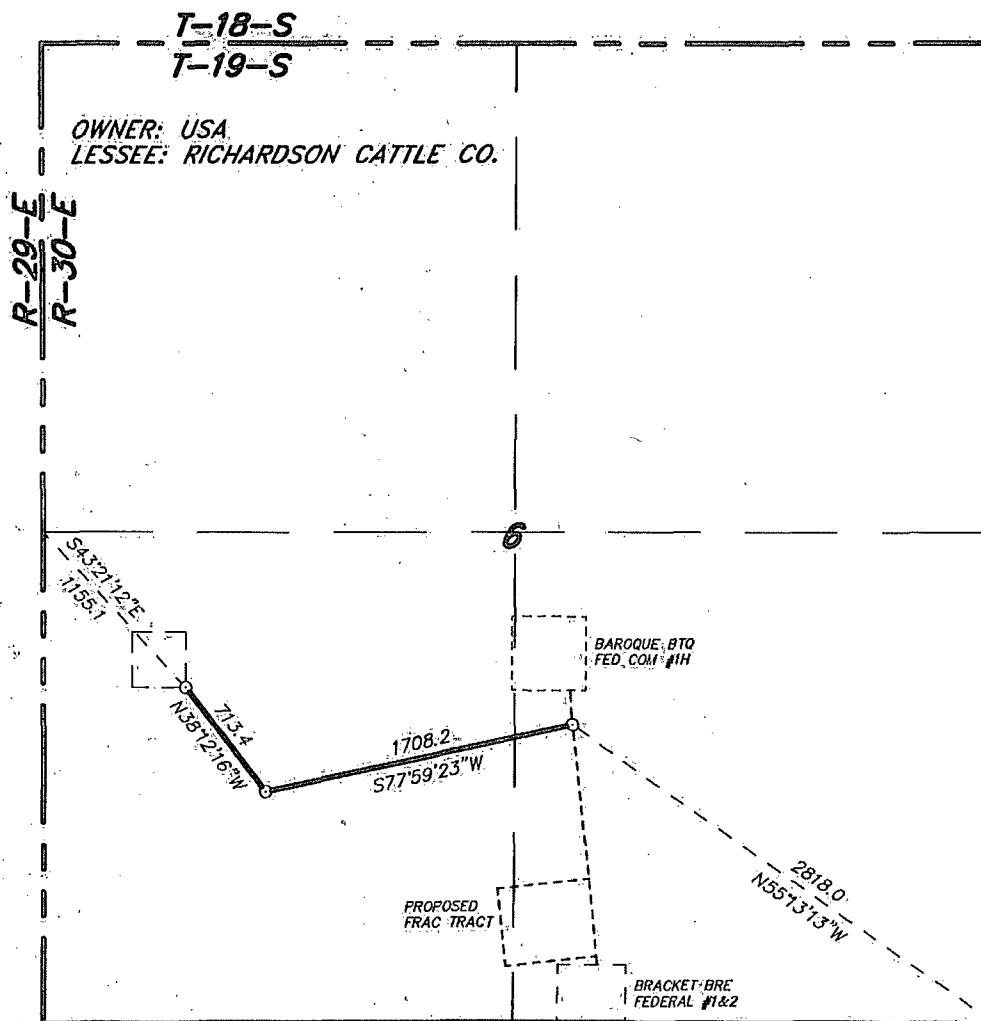 T-18-S
T-19-S
OWNER: USA
LESSEE: RICHARDSON CATTLE CO.
R-29-E
R-30-E
6
S43°21'12"E
1155.1
BAROQUE BTQ
FED COM #1H
713.4
N38°12'16"W
1708.2
S77°59'23"W
2818.0
N55°13'13"W
PROPOSED
FRAC TRACT
BRACKET BRE
FEDERAL #1&2